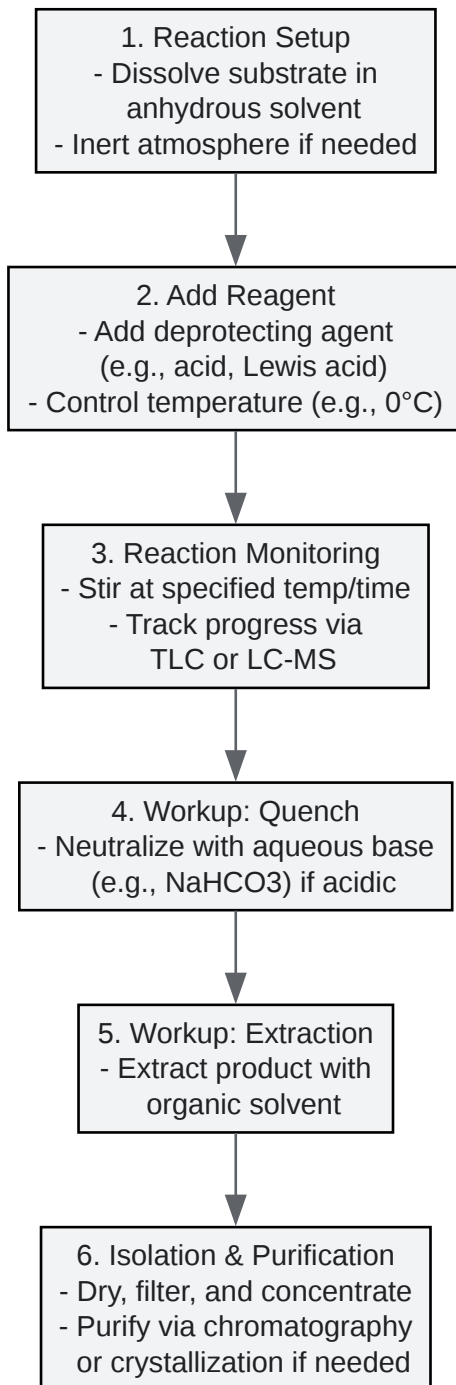 1. Reaction Setup
- Dissolve substrate in
anhydrous solvent
- Inert atmosphere if needed
2. Add Reagent
- Add deprotecting agent
(e.g., acid, Lewis acid)
- Control temperature (e.g., 0°C)
3. Reaction Monitoring
- Stir at specified temp/time
- Track progress via
TLC or LC-MS
4. Workup: Quench
- Neutralize with aqueous base
(e.g., NaHCO3) if acidic
5. Workup: Extraction
- Extract product with
organic solvent
6. Isolation & Purification
- Dry, filter, and concentrate
- Purify via chromatography
or crystallization if needed